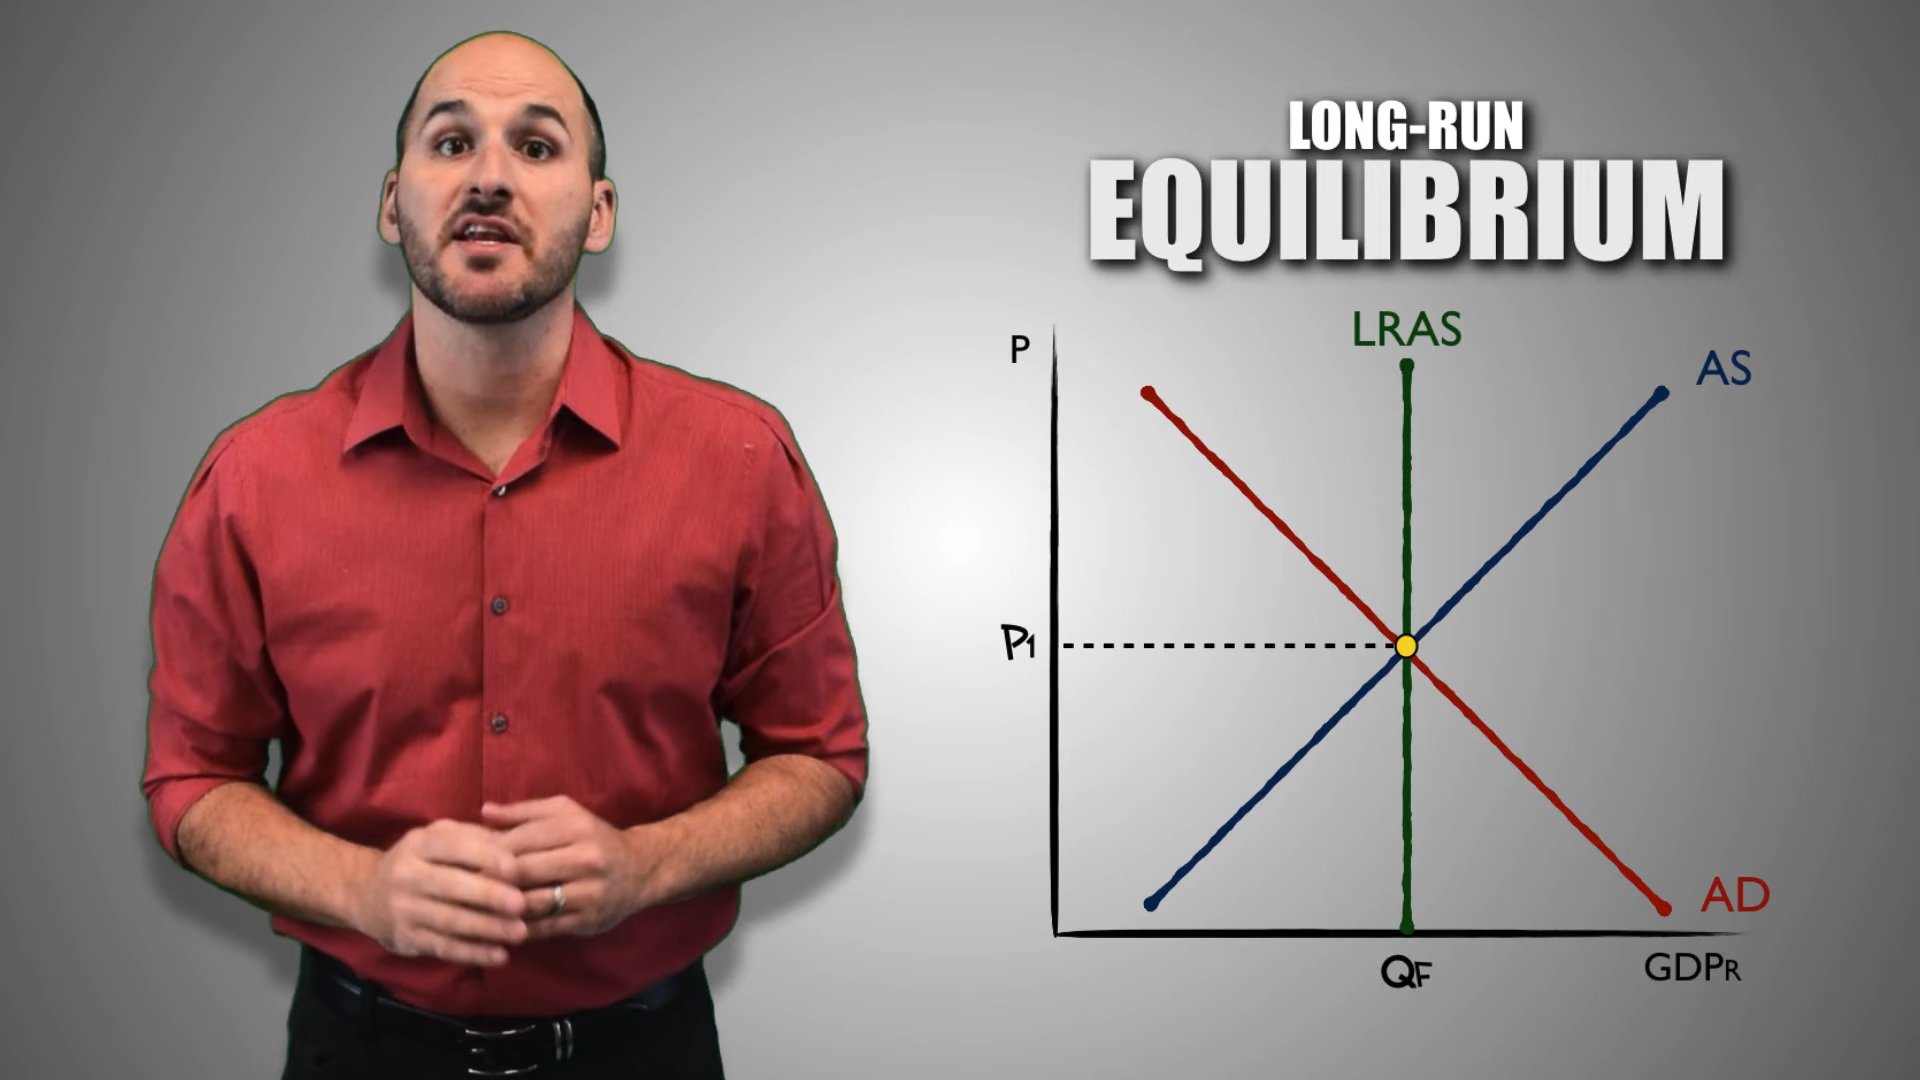 LONG-RUN
EQUILIBRIUM
LRAS
P
AS
P1
AD
QF
GDPR